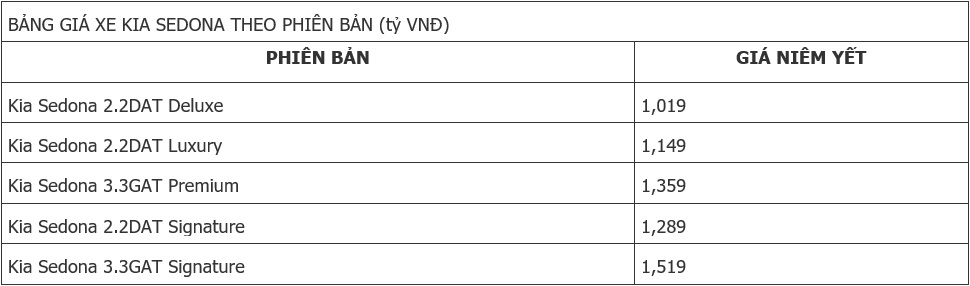 BẢNG GIÁ XE KIA SEDONA THEO PHIÊN BẢN (tỷ VNĐ)
PHIÊN BẢN GIÁ NIÊM YẾT
Kia Sedona 2.2DAT Deluxe 1,019
Kia Sedona 2.2DAT Luxury 1,149
Kia Sedona 3.3GAT Premium 1,359
Kia Sedona 2.2DAT Signature 1,289
Kia Sedona 3.3GAT Signature 1,519